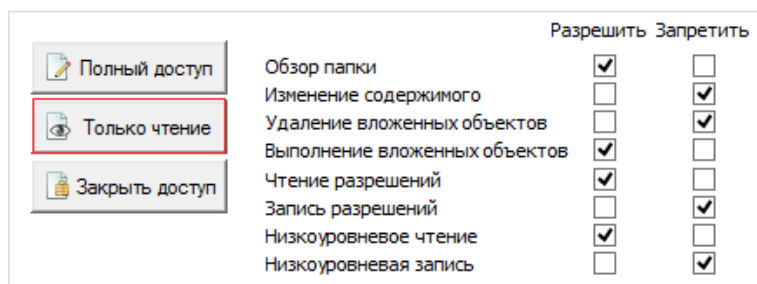 Разрешить Запретить
Полный доступ
Только чтение
Закрыть доступ
Обзор папки
Изменение содержимого
Удаление вложенных объектов
Выполнение вложенных объектов
Чтение разрешений
Запись разрешений
Низкоуровневое чтение
Низкоуровневая запись